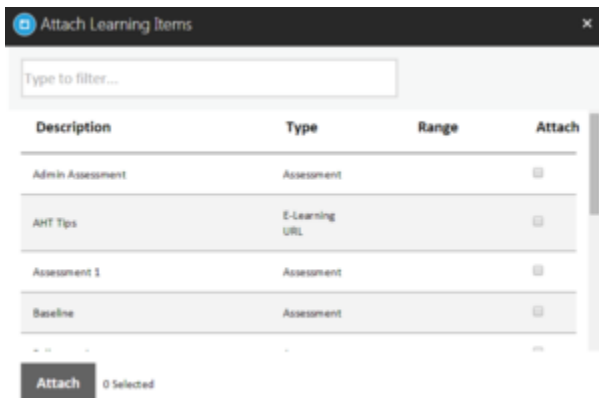 Attach Learning Items
Type to filter...
Description Type Range Attach
Admin Assessment Assessment
AHT Tips E-Learning
URL
Assessment 1 Assessment
Baseline Assessment
Attach 0 Selected